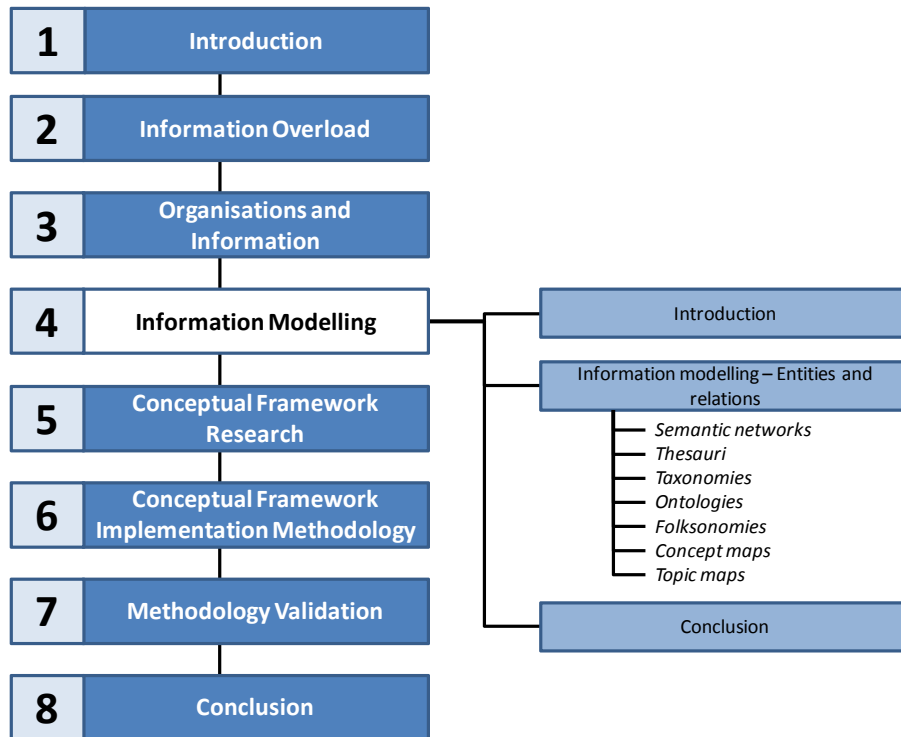 1
Introduction
2
Information Overload
3
Organisations and
Information
4
Information Modelling
5
Conceptual Framework
Research
6
Conceptual Framework
Implementation Methodology
7
Methodology Validation
8
Conclusion
Introduction
Information modelling – Entities and
relations
Semantic networks
Thesauri
Taxonomies
Ontologies
Folksonomies
Concept maps
Topic maps
Conclusion